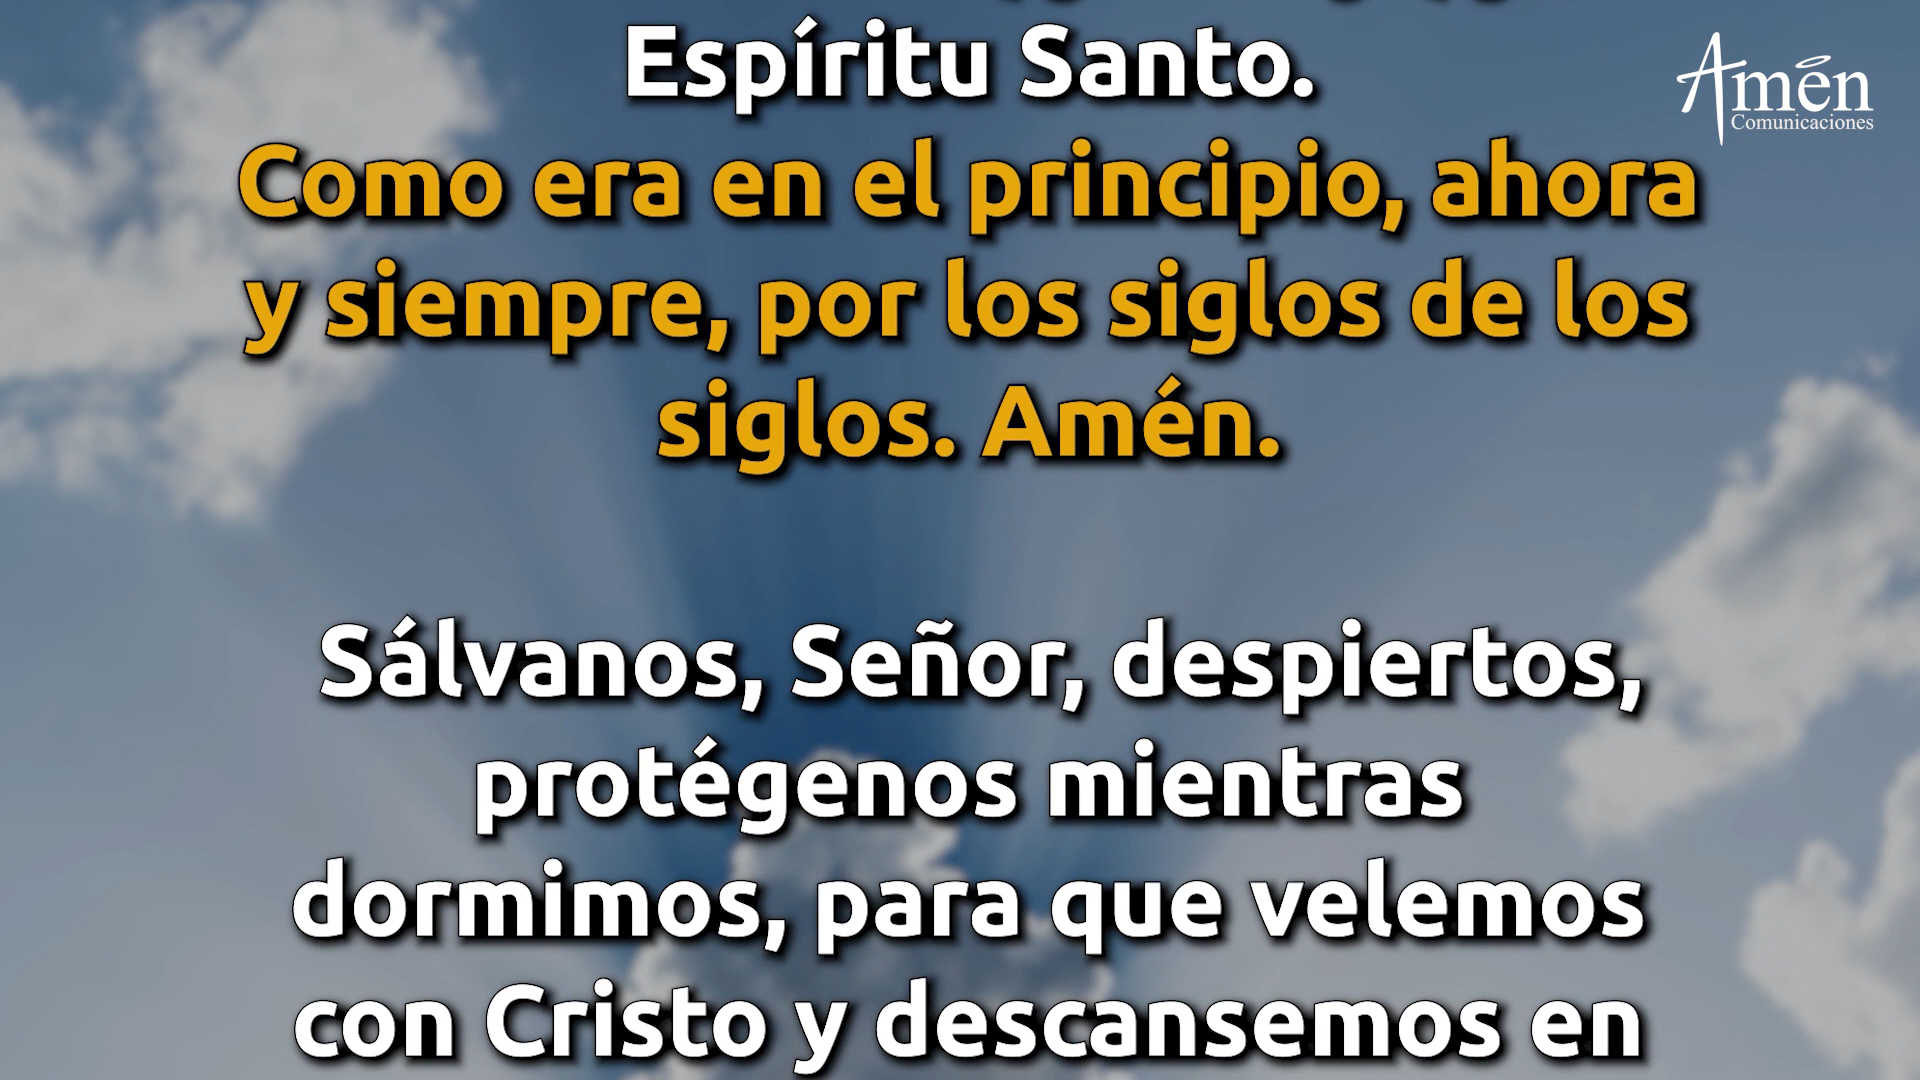 Espíritu Santo.
Amén
Comunicaciones
Como era en el principio, ahora
y siempre, por los siglos de los
siglos. Amén.
Sálvanos, Señor, despiertos,
protégenos mientras
dormimos, para que velemos
con Cristo y descansemos en